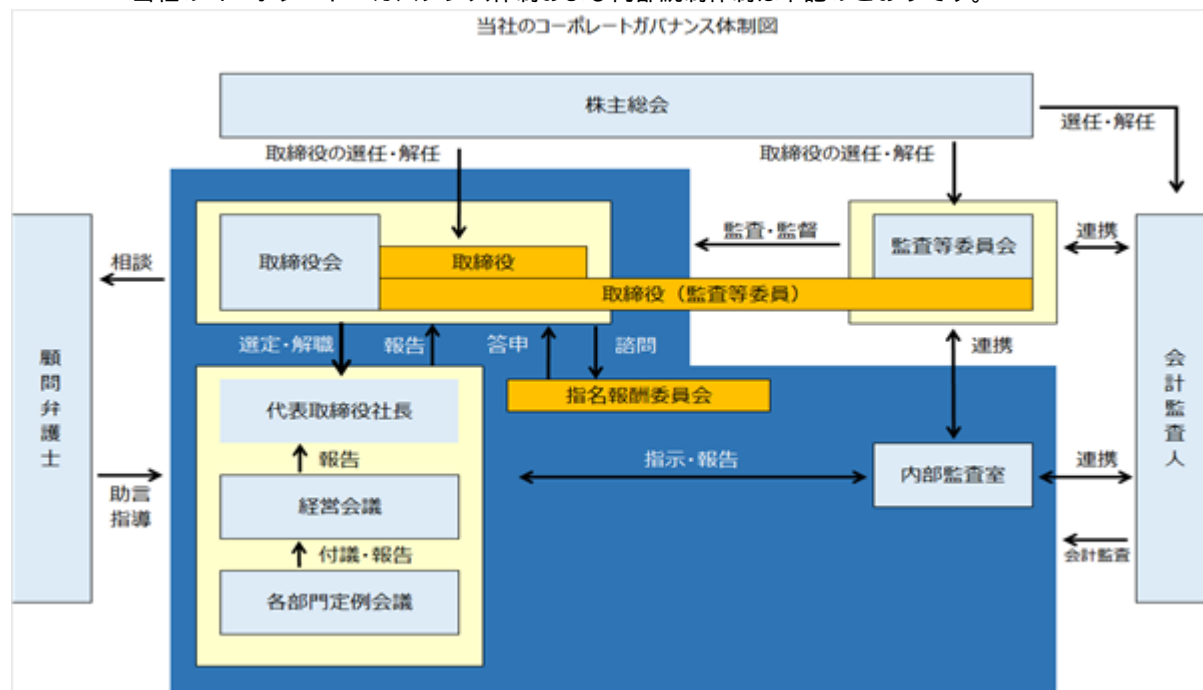 当社のコーポレートガバナンス体制図
株主総会
選任・解任
取締役の選任・解任
取締役の選任・解任
取締役会
取締役
監査・監督
監査等委員会
連携
相談
取締役（監査等委員）
選定・解職
報告
答申
諮問
連携
顧問弁護士
会計監査人
代表取締役社長
指名報酬委員会
報告
指示・報告
内部監査室
連携
助言
指導
経営会議
付議・報告
会計監査
各部門定例会議